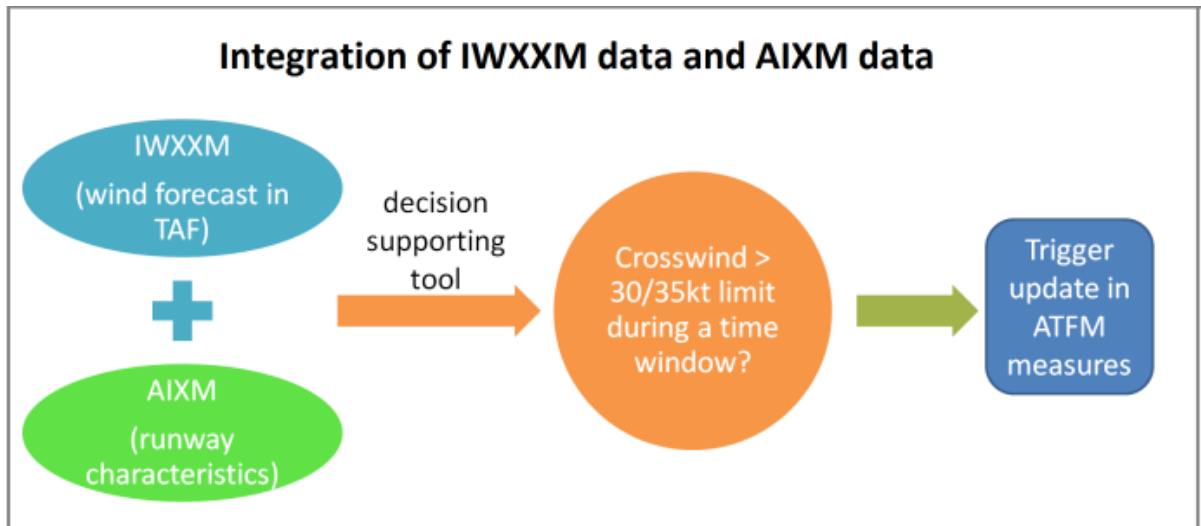 Integration of IWXXM data and AIXM data
IWXXM
(wind forecast in
TAF)
AIXM
(runway
characteristics)
decision
supporting
tool
Crosswind >
30/35kt limit
during a time
window?
Trigger
update in
ATFM
measures